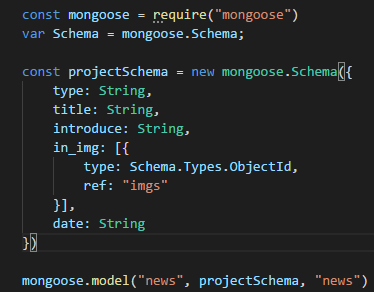 const mongoose = require("mongoose")
var Schema = mongoose.Schema;
const projectSchema = new mongoose.Schema({
    type: String,
    title: String,
    introduce: String,
    in_img: [{
        type: Schema.Types.ObjectId,
        ref: "imgs"
    }],
    date: String
})
mongoose.model("news", projectSchema, "news")